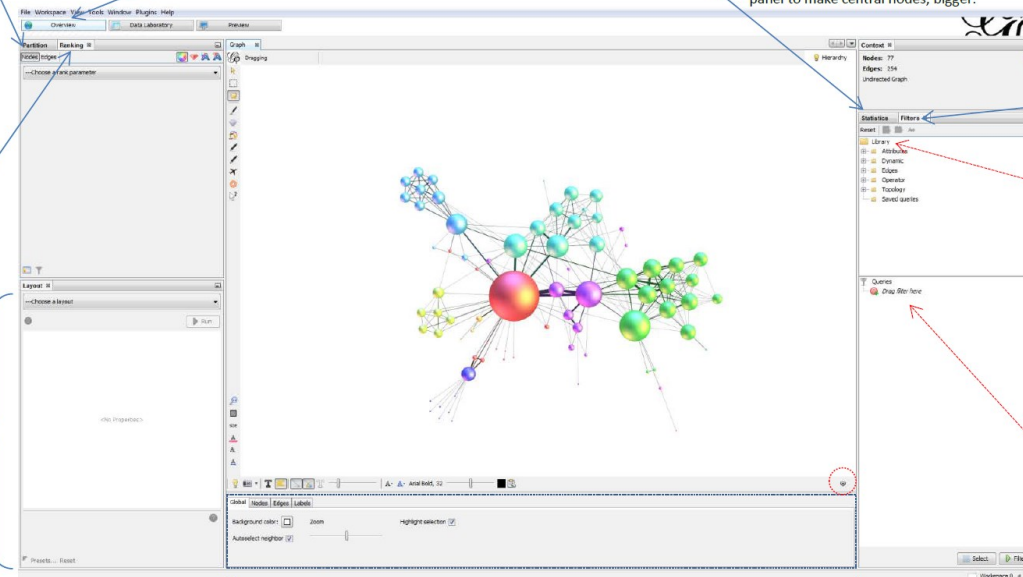 panel to make central nodes, bigger.
File Workspace View Tools Window Plugins Help
Overview Data Laboratory Preview
Partition Ranking
Nodes Edges
---Choose a rank parameter
Layout
---Choose a layout
Run
<No Properties>
Presets... Reset
Graph
Dragging
Hierarchy
Arial Bold, 32
Global Nodes Edges Labels
Background color: Zoom Highlight selection
Autoselect neighbor
Context
Nodes: 77
Edges: 254
Undirected Graph
Statistics Filters
Reset
Library
Attributes
Dynamic
Edges
Operator
Topology
Saved queries
Queries
Drag filter here
Select
Workspace 0